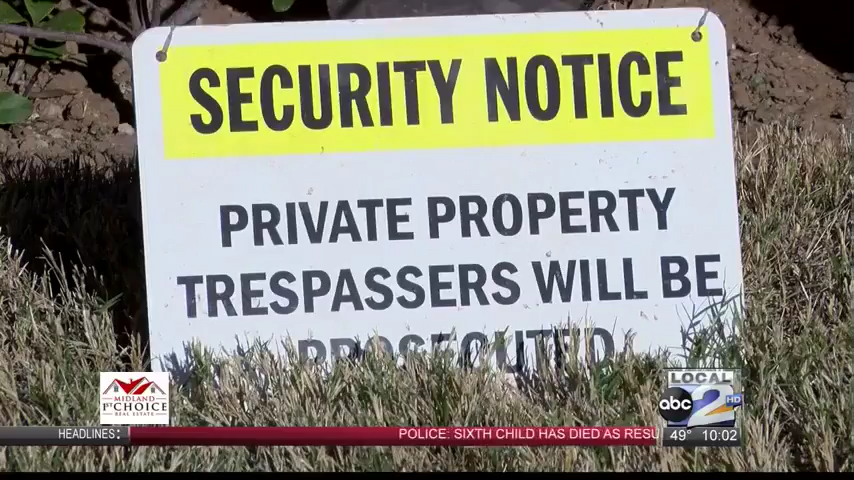 SECURITY NOTICE
PRIVATE PROPERTY
TRESPASSERS WILL BE
PROSECUTED
MIDLAND
1ST CHOICE
REAL ESTATE
LOCAL
abc 2 HD
HEADLINES:
POLICE: SIXTH CHILD HAS DIED AS RESU
49° 10:02